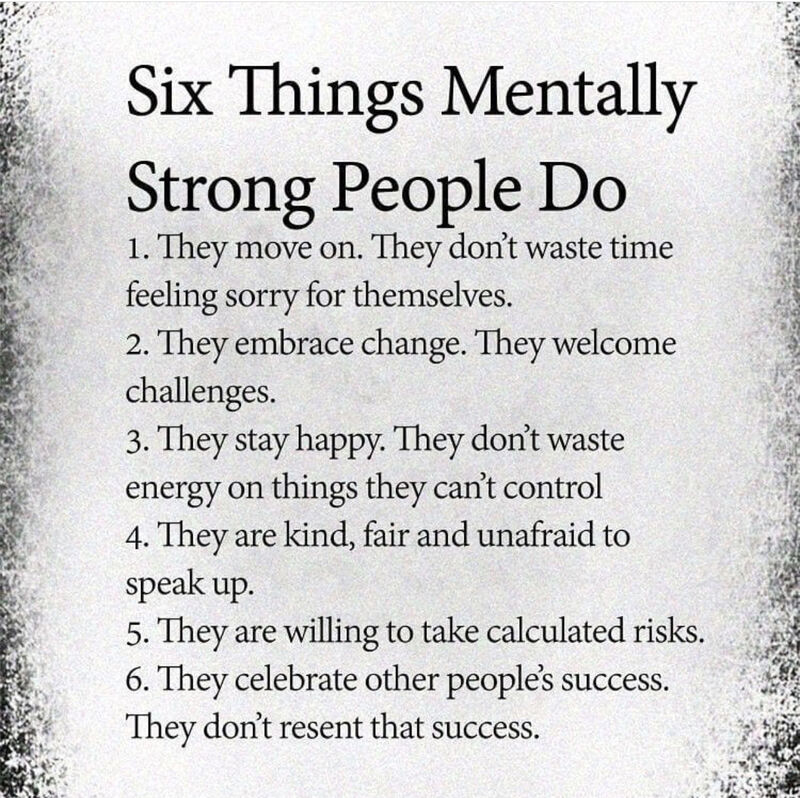 Six Things Mentally
Strong People Do
1. They move on. They don't waste time
feeling sorry for themselves.
2. They embrace change. They welcome
challenges.
3. They stay happy. They don't waste
energy on things they can't control
4. They are kind, fair and unafraid to
speak up.
5. They are willing to take calculated risks.
6. They celebrate other people's success.
They don't resent that success.